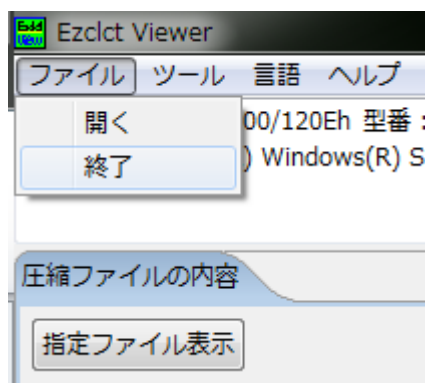 Ezclct Viewer
ファイル ツール 言語 ヘルプ
開く
00/120Eh 型番:
終了
) Windows(R) S
圧縮ファイルの内容
指定ファイル表示